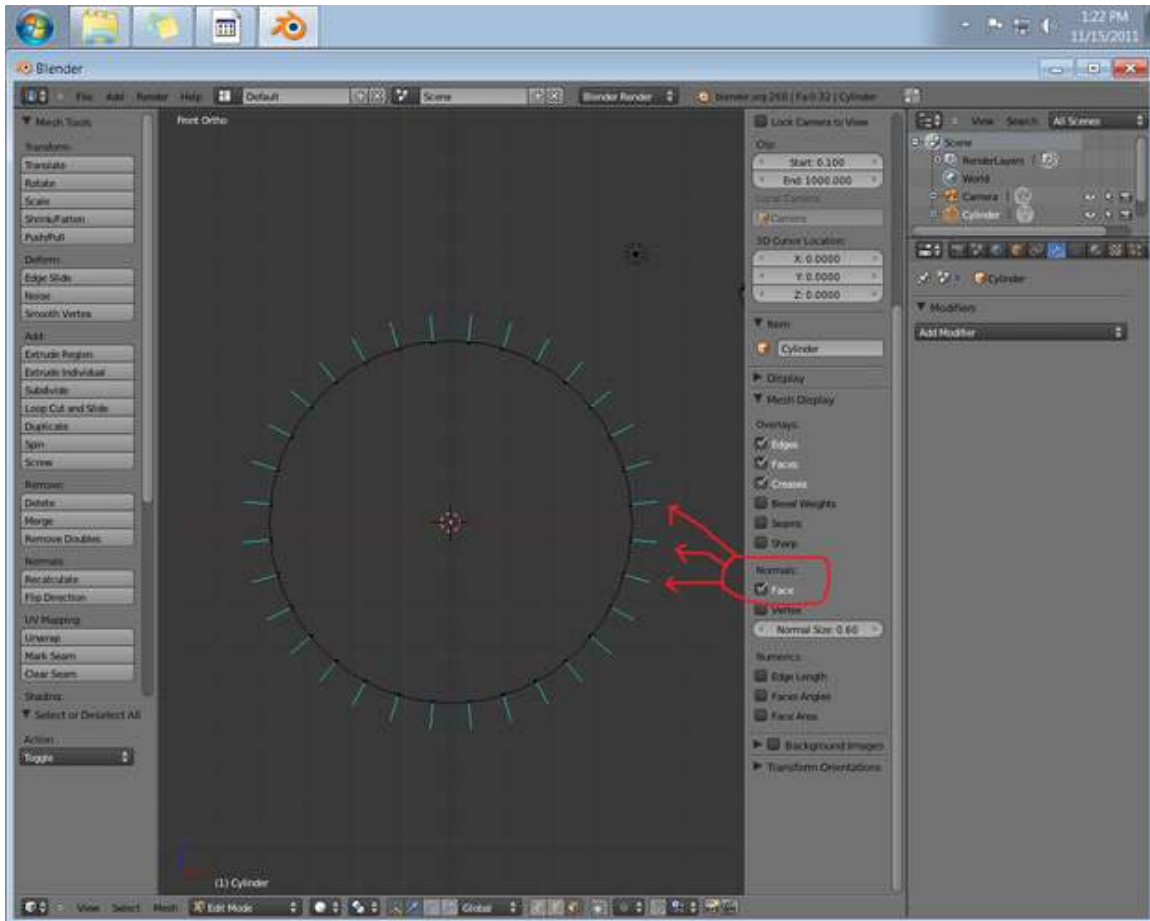 1:22 PM
11/15/2011
Blender
File Add Render Help Default Scene Blender Render blender.org 260 | Fa:0-32 | Cylinder
Mesh Tools
Transform:
Translate
Rotate
Scale
Shrink/Fatten
Push/Pull
Deform:
Edge Slide
Noise
Smooth Vertex
Add:
Extrude Region
Extrude Individual
Subdivide
Loop Cut and Slide
Duplicate
Spin
Screw
Remove:
Delete
Merge
Remove Doubles
Normals:
Recalculate
Flip Direction
UV Mapping:
Unwrap
Mark Seam
Clear Seam
Shading:
Select or Deselect All
Action
Toggle
Front Ortho
(1) Cylinder
View Select Mesh Edit Mode Global
Lock Camera to View
Clip:
Start: 0.100
End: 1000.000
Local Camera:
Camera
3D Cursor Location:
X: 0.0000
Y: 0.0000
Z: 0.0000
Item
Cylinder
Display
Mesh Display
Overlays:
Edges
Faces
Creases
Bevel Weights
Seams
Sharp
Normals:
Face
Vertex
Normal Size: 0.60
Numerics:
Edge Length
Face Area
Background Images
Transform Orientations
View Search All Scenes
Scene
RenderLayers
World
Camera
Cylinder
Cylinder
Modifiers
Add Modifier